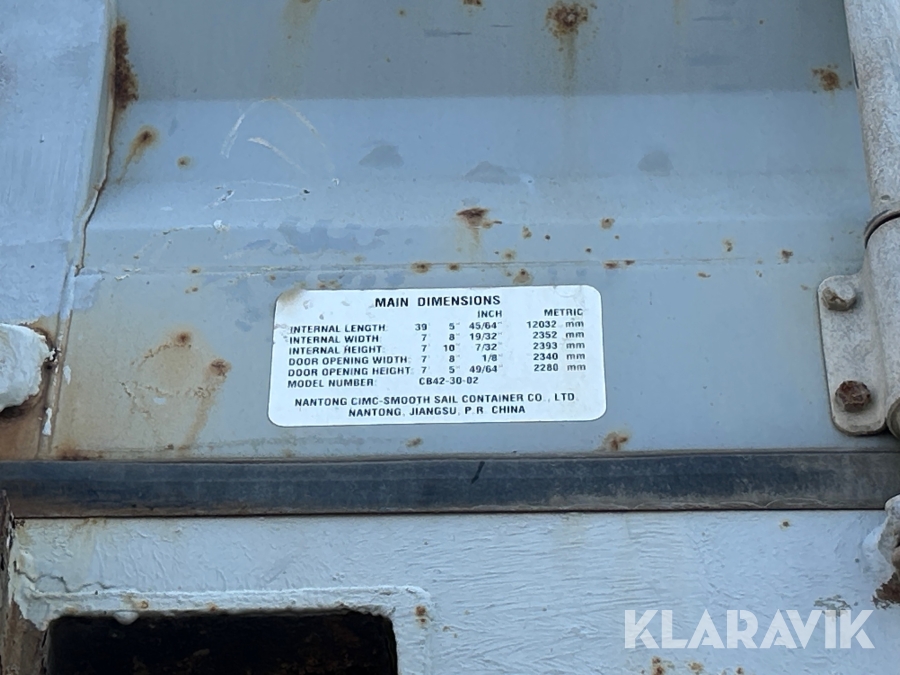 MAIN DIMENSIONS
INCH METRIC
INTERNAL LENGTH: 39' 5" 45/64" 12032 mm
INTERNAL WIDTH: 7' 8" 19/32" 2352 mm
INTERNAL HEIGHT: 7' 10" 7/32" 2393 mm
DOOR OPENING WIDTH: 7' 8" 1/8" 2340 mm
DOOR OPENING HEIGHT: 7' 5" 49/64" 2280 mm
MODEL NUMBER: CB42-30-02
NANTONG CIMC-SMOOTH SAIL CONTAINER CO., LTD.
NANTONG, JIANGSU, P.R. CHINA
KLARAVIK